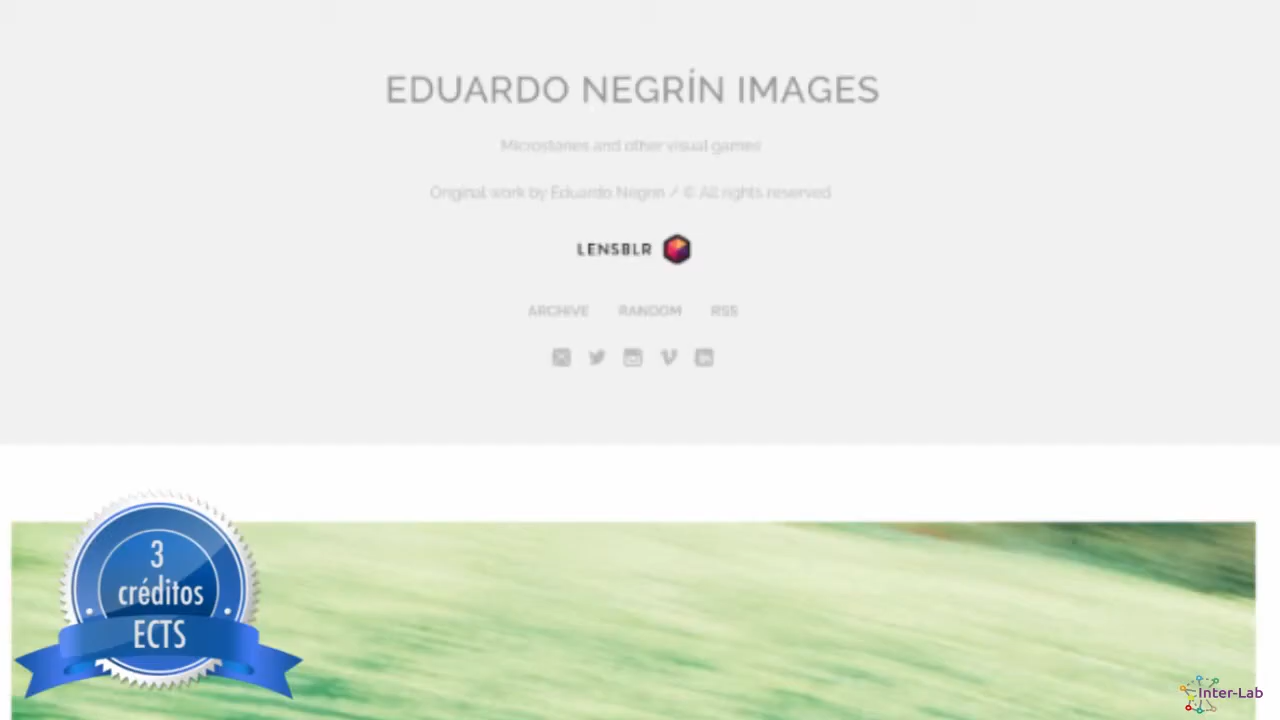 EDUARDO NEGRÍN IMAGES
Microstories and other visual games
Original work by Eduardo Negrin / © All rights reserved
LENSBLR
ARCHIVE RANDOM RSS
3
créditos
ECTS
Inter-Lab